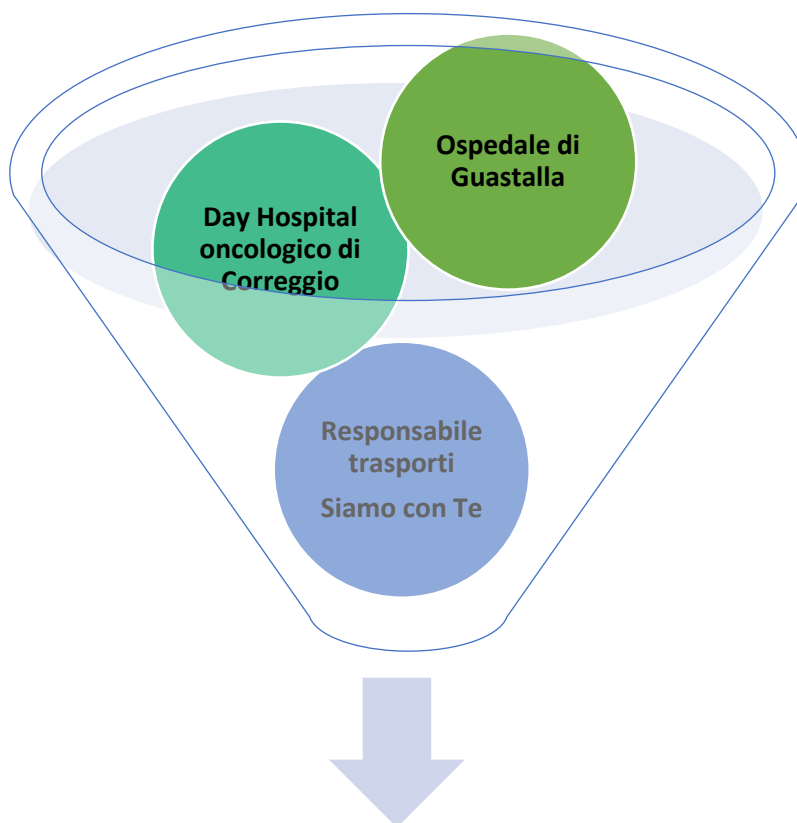 Ospedale di
Guastalla
Day Hospital
oncologico di
Correggio
Responsabile
trasporti
Siamo con Te